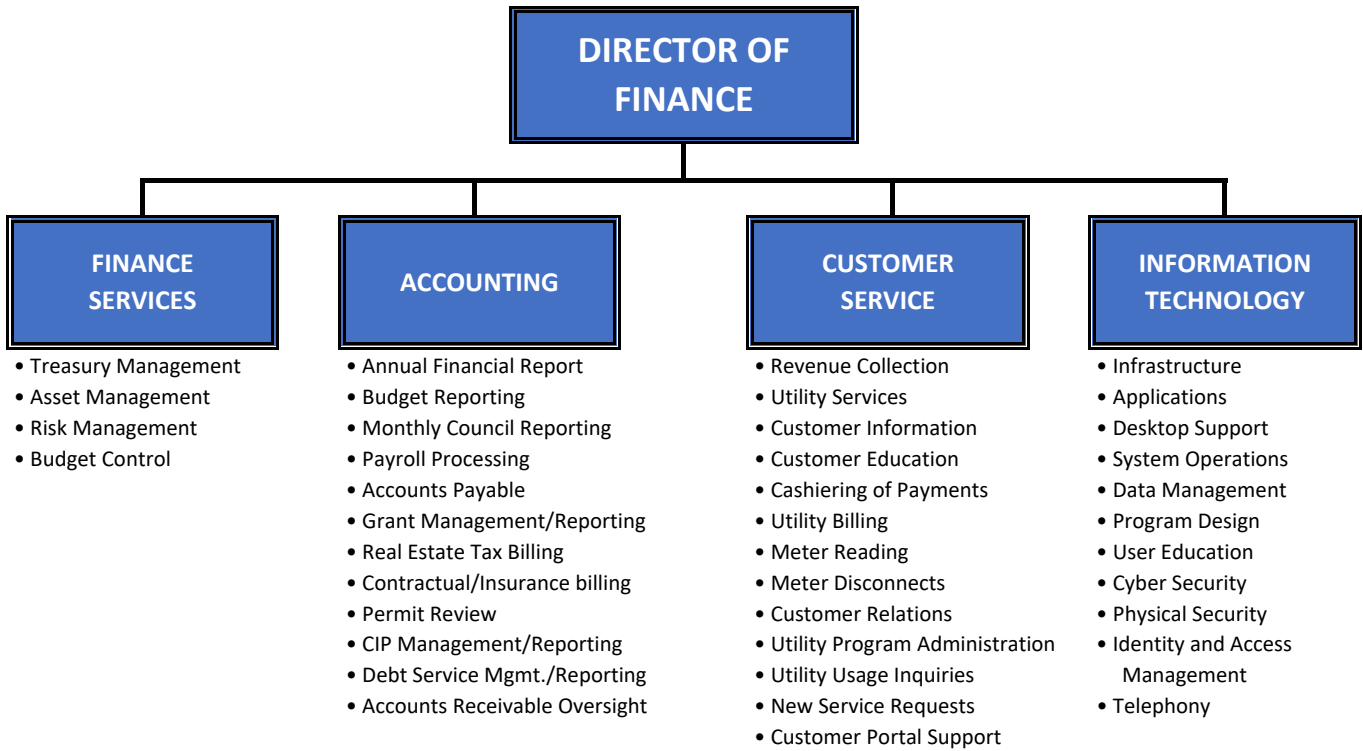 DIRECTOR OF
FINANCE
FINANCE
SERVICES
• Treasury Management
• Asset Management
• Risk Management
• Budget Control
ACCOUNTING
• Annual Financial Report
• Budget Reporting
• Monthly Council Reporting
• Payroll Processing
• Accounts Payable
• Grant Management/Reporting
• Real Estate Tax Billing
• Contractual/Insurance billing
• Permit Review
• CIP Management/Reporting
• Debt Service Mgmt./Reporting
• Accounts Receivable Oversight
CUSTOMER
SERVICE
• Revenue Collection
• Utility Services
• Customer Information
• Customer Education
• Cashiering of Payments
• Utility Billing
• Meter Reading
• Meter Disconnects
• Customer Relations
• Utility Program Administration
• Utility Usage Inquiries
• New Service Requests
• Customer Portal Support
INFORMATION
TECHNOLOGY
• Infrastructure
• Applications
• Desktop Support
• System Operations
• Data Management
• Program Design
• User Education
• Cyber Security
• Physical Security
• Identity and Access
Management
• Telephony